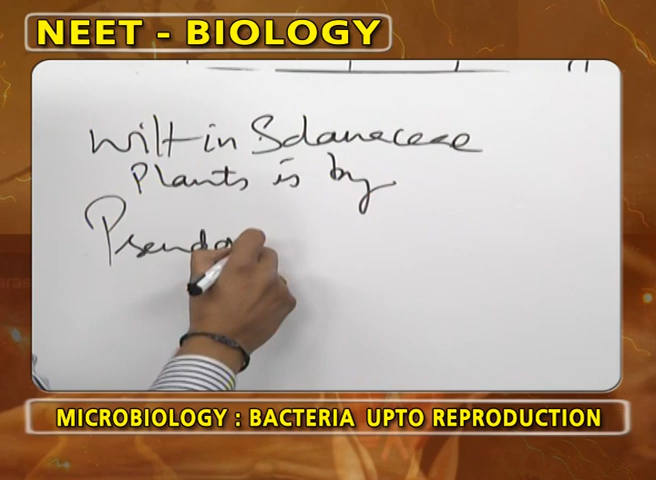 NEET - BIOLOGY
Wilt in Solanaceae
Plants is by
Pseudo
MICROBIOLOGY : BACTERIA UPTO REPRODUCTION